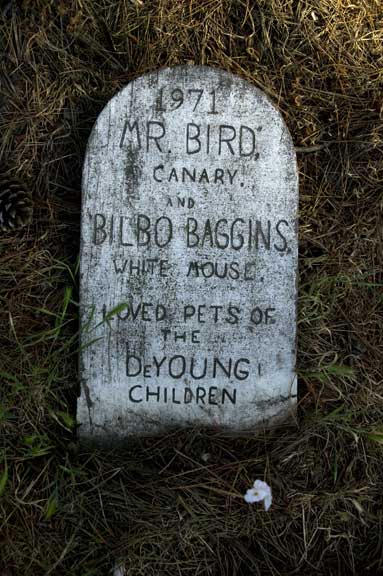 1971
MR. BIRD,
CANARY.
AND
BILBO BAGGINS,
WHITE MOUSE.
LOVED PETS OF
THE
DeYOUNG
CHILDREN